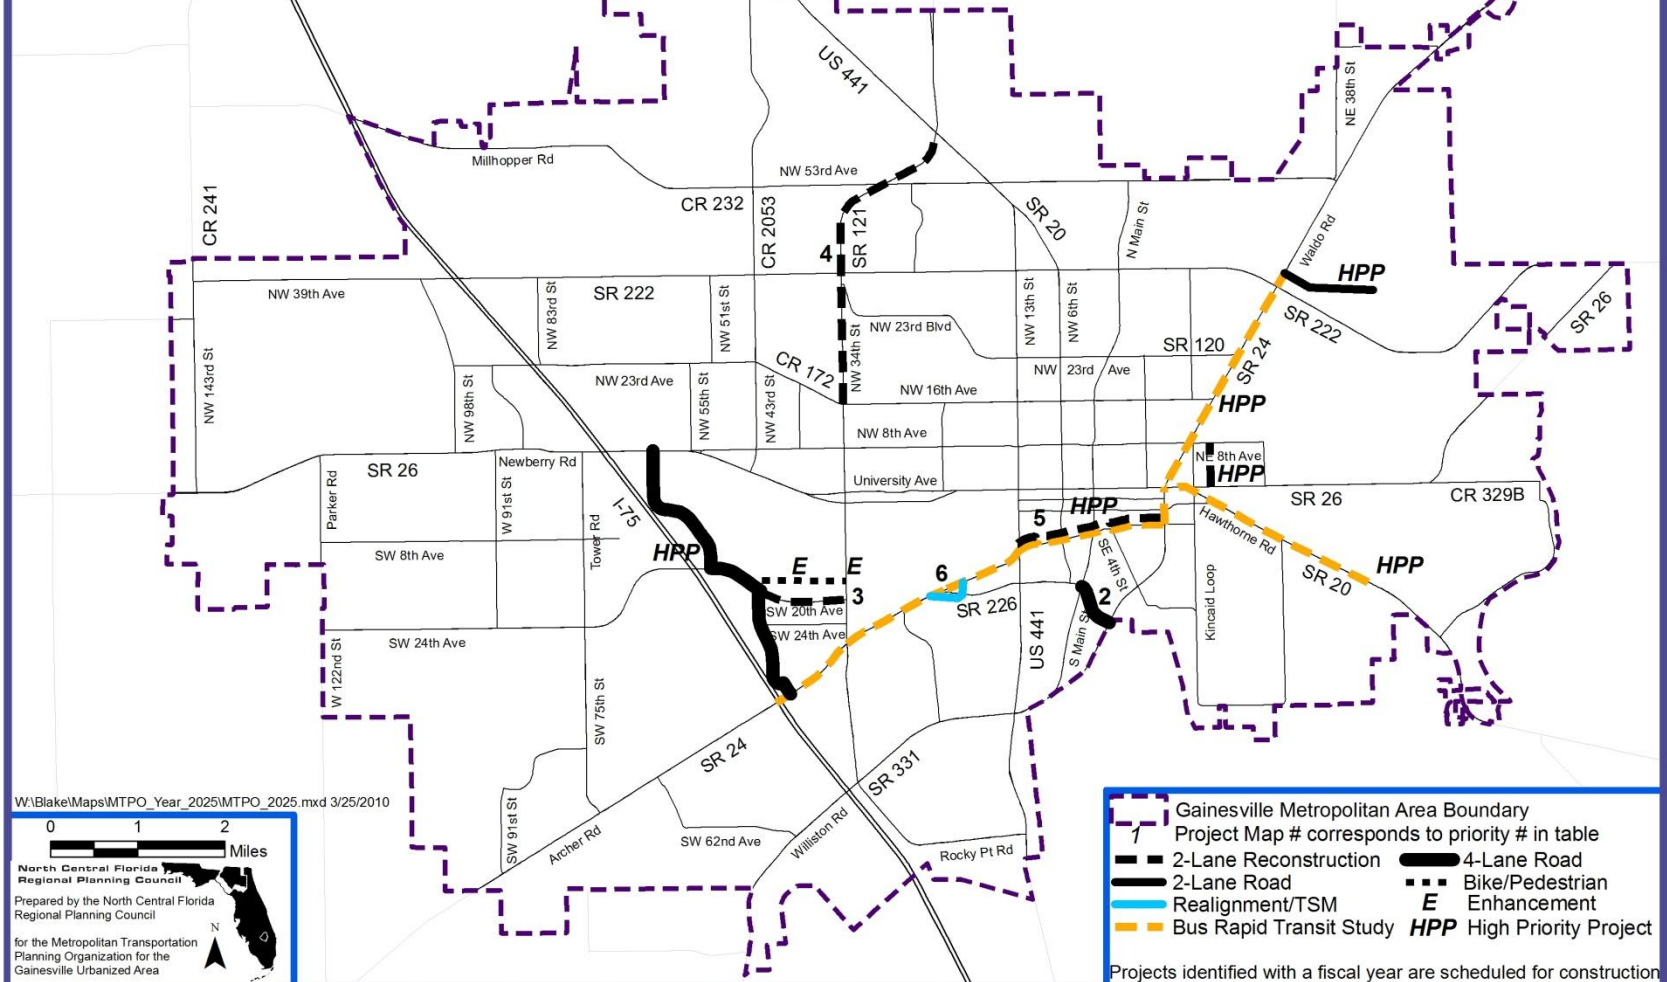 US 441
NE 38th St
Millhopper Rd
NW 53rd Ave
CR 241
CR 232
CR 2053
SR 121
SR 20
N Main St
Waldo Rd
4
HPP
NW 39th Ave
SR 222
NW 83rd St
NW 51st St
NW 34th St
NW 23rd Blvd
NW 13th St
NW 6th St
SR 120
SR 222
SR 26
SR 24
NW 143rd St
NW 98th St
NW 23rd Ave
NW 55th St
NW 43rd St
CR 172
NW 16th Ave
NW 23rd Ave
HPP
NW 8th Ave
NE 8th Ave
HPP
SR 26
Newberry Rd
University Ave
SR 26
CR 329B
Parker Rd
W 91st St
Tower Rd
I-75
HPP
5
Hawthorne Rd
SW 8th Ave
HPP
E
E
6
SE 4th St
SR 20
HPP
3
SW 20th Ave
SW 24th Ave
SR 226
2
Kincaid Loop
SW 24th Ave
W 122nd St
SW 75th St
US 441
S Main St
SR 24
SR 331
SW 91st St
Archer Rd
SW 62nd Ave
Williston Rd
Rocky Pt Rd
W:\Blake\Maps\MTPO_Year_2025\MTPO_2025.mxd 3/25/2010
0 1 2
Miles
North Central Florida
Regional Planning Council
Prepared by the North Central Florida
Regional Planning Council
N
for the Metropolitan Transportation
Planning Organization for the
Gainesville Urbanized Area
Gainesville Metropolitan Area Boundary
1 Project Map # corresponds to priority # in table
2-Lane Reconstruction 4-Lane Road
2-Lane Road Bike/Pedestrian
Realignment/TSM E Enhancement
Bus Rapid Transit Study HPP High Priority Project
Projects identified with a fiscal year are scheduled for construction